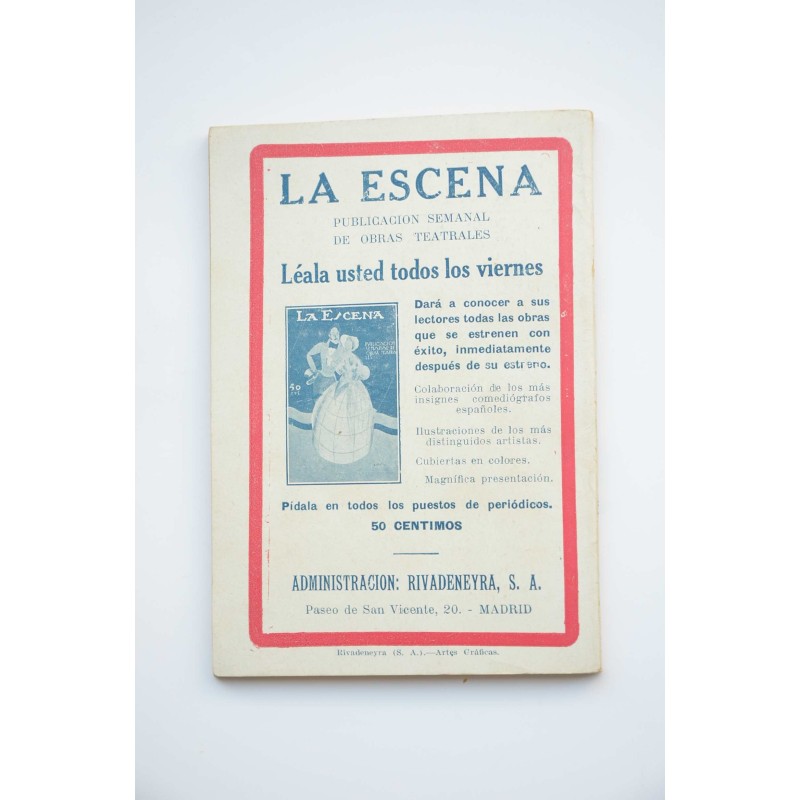 LA ESCENA
PUBLICACION SEMANAL
DE OBRAS TEATRALES
Léala usted todos los viernes
LA ESCENA
50
Dará a conocer a sus
lectores todas las obras
que se estrenen con
éxito, inmediatamente
después de su estreno.
Colaboración de los más
insignes comediógrafos
españoles.
Ilustraciones de los más
distinguidos artistas.
Cubiertas en colores.
Magnífica presentación.
Pídala en todos los puestos de periódicos.
50 CENTIMOS
ADMINISTRACION: RIVADENEYRA, S. A.
Paseo de San Vicente, 20. - MADRID
Rivadeneyra (S. A.).—Artes Gráficas.